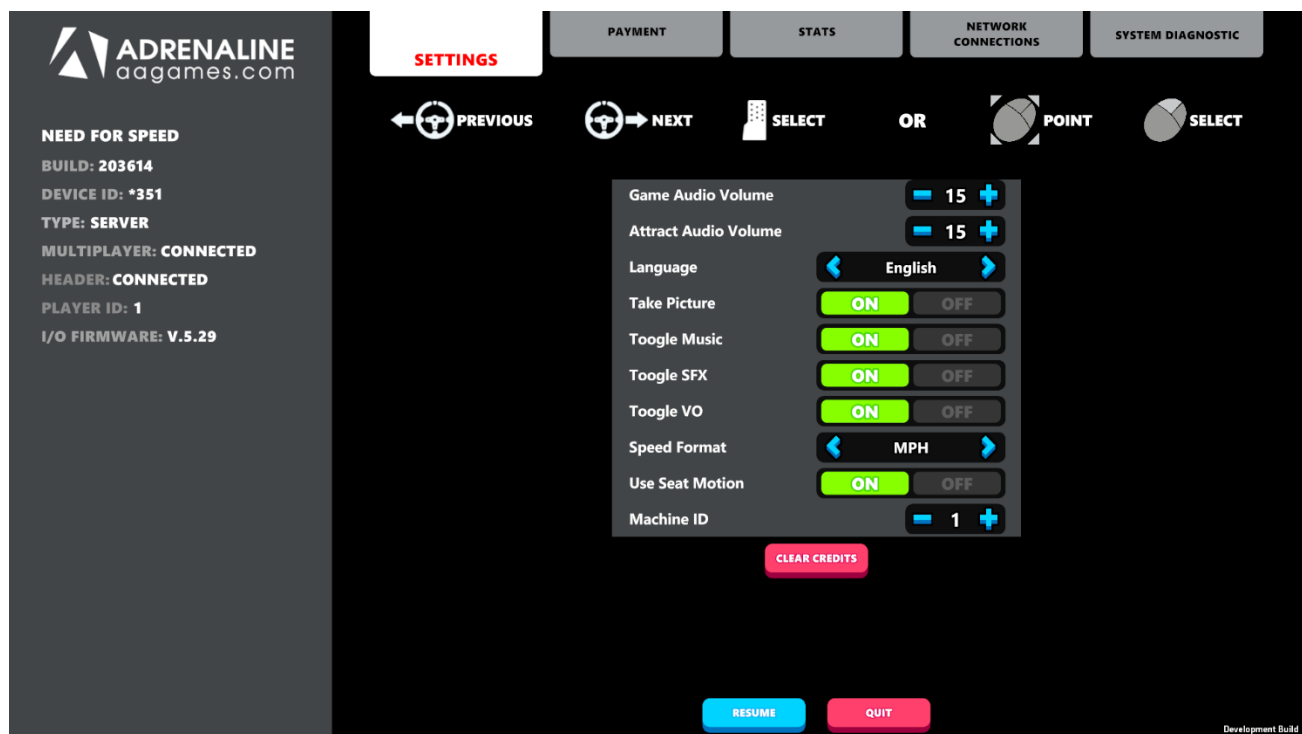 ADRENALINE
aagames.com
NEED FOR SPEED
BUILD: 203614
DEVICE ID: *351
TYPE: SERVER
MULTIPLAYER: CONNECTED
HEADER: CONNECTED
PLAYER ID: 1
I/O FIRMWARE: V.5.29
SETTINGS
PAYMENT
STATS
NETWORK
CONNECTIONS
SYSTEM DIAGNOSTIC
PREVIOUS NEXT SELECT OR POINT SELECT
Game Audio Volume 15
Attract Audio Volume 15
Language English
Take Picture ON OFF
Toogle Music ON OFF
Toogle SFX ON OFF
Toogle VO ON OFF
Speed Format MPH
Use Seat Motion ON OFF
Machine ID 1
CLEAR CREDITS
RESUME QUIT
Development Build